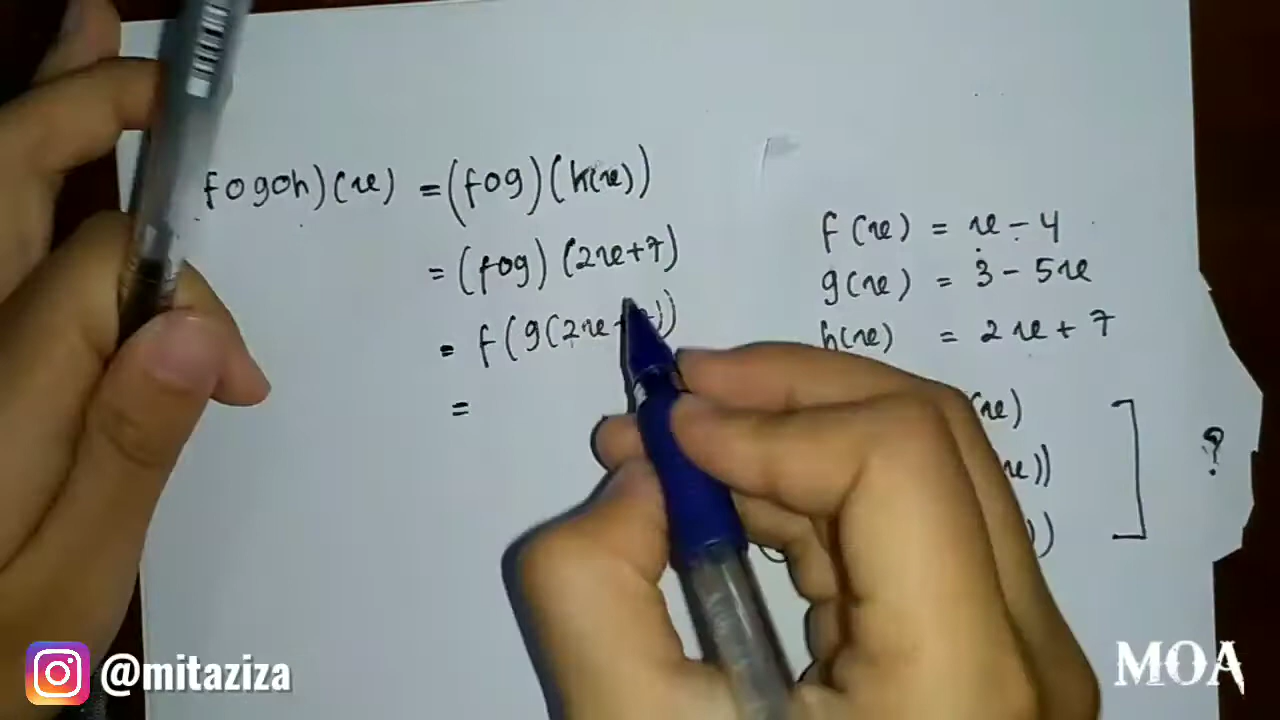 fogoh)(x) = (fog)(h(x))
= (fog)(2x+7)
= f(g(2x+
=
f(x) = x - 4
g(x) = 3 - 5x
h(x) = 2x + 7
(x)
x))
)
?
@mitaziza
MOA